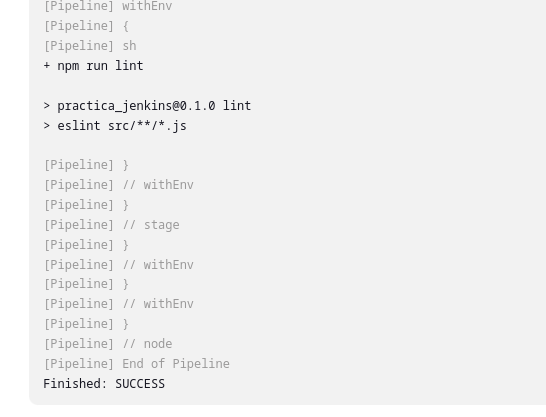 [Pipeline] withEnv
[Pipeline] {
[Pipeline] sh
+ npm run lint
> practica_jenkins@0.1.0 lint
> eslint src/**/*.js
[Pipeline] }
[Pipeline] // withEnv
[Pipeline] }
[Pipeline] // stage
[Pipeline] }
[Pipeline] // withEnv
[Pipeline] }
[Pipeline] // withEnv
[Pipeline] }
[Pipeline] // node
[Pipeline] End of Pipeline
Finished: SUCCESS